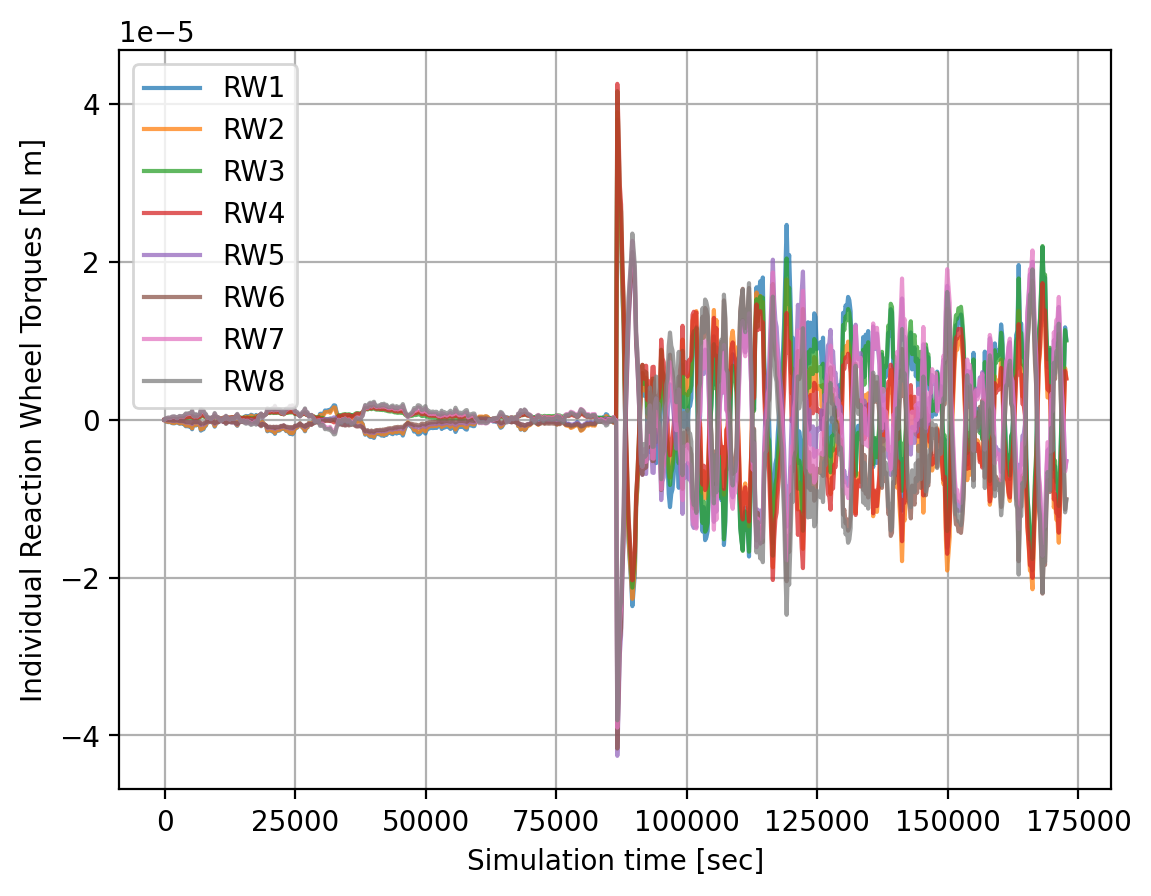 1e−5
Individual Reaction Wheel Torques [N m]
4
2
0
−2
−4
RW1
RW2
RW3
RW4
RW5
RW6
RW7
RW8
0 25000 50000 75000 100000 125000 150000 175000
Simulation time [sec]